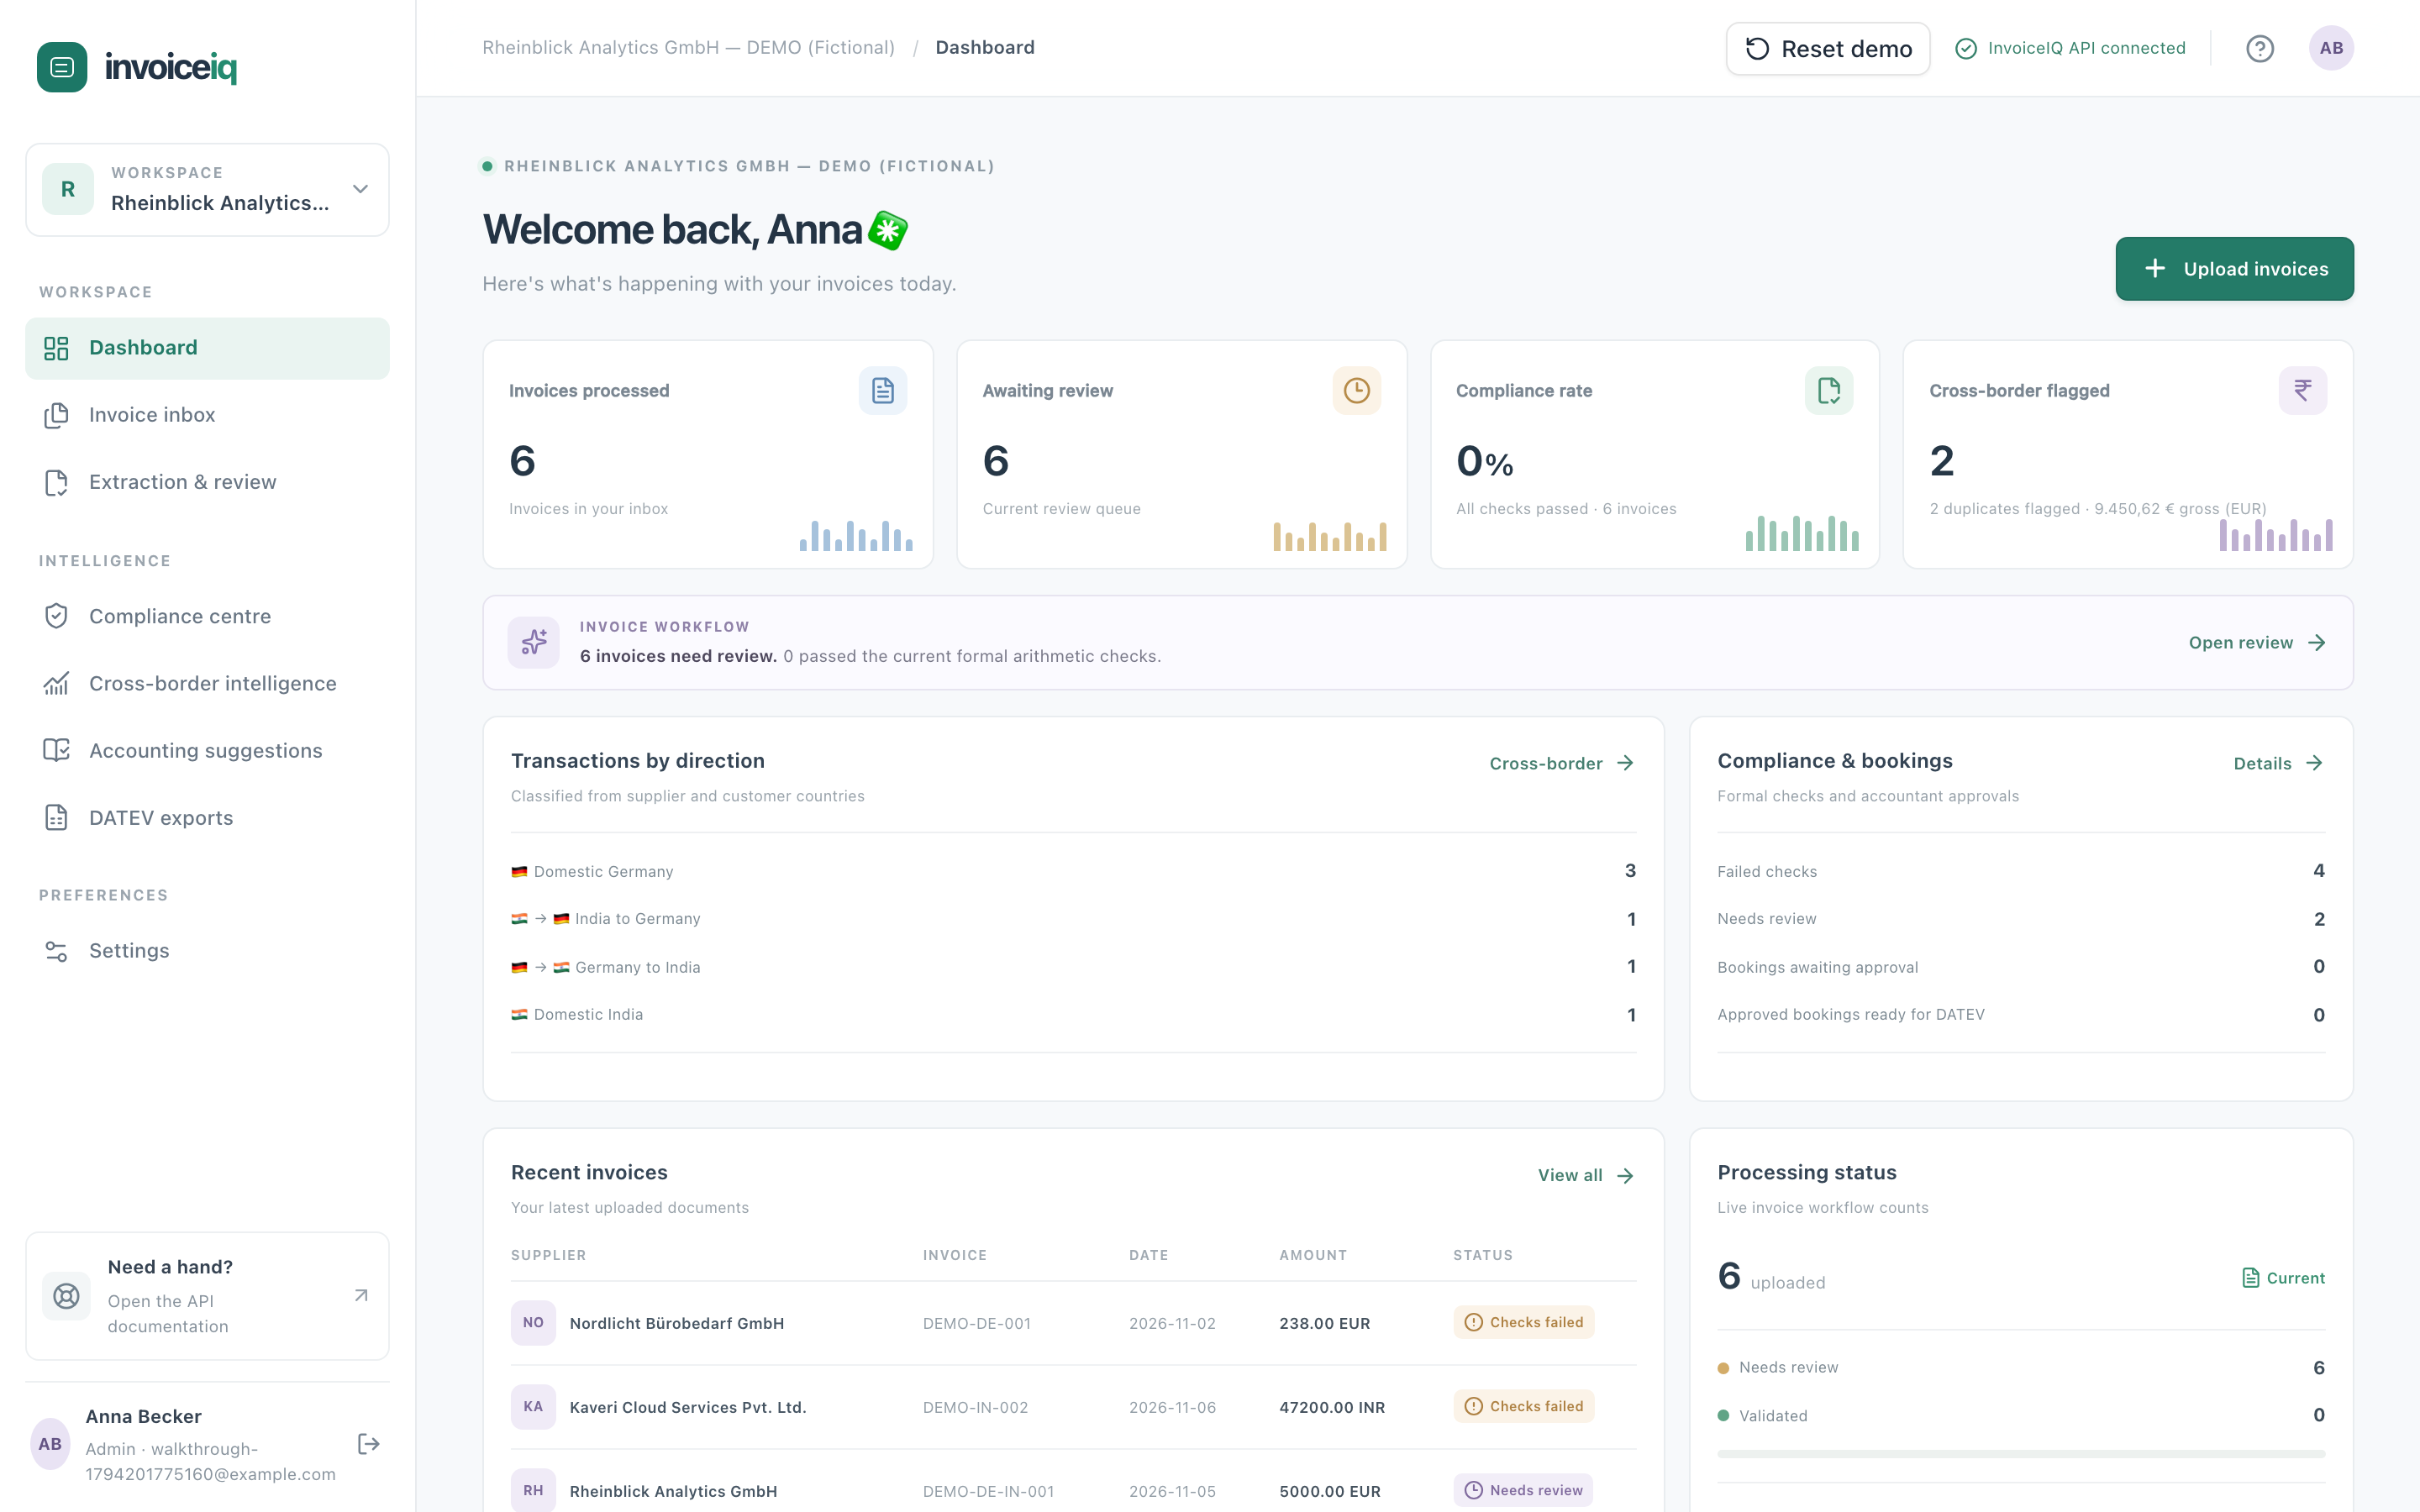 invoiceiq
WORKSPACE
R
Rheinblick Analytics...
WORKSPACE
Dashboard
Invoice inbox
Extraction & review
INTELLIGENCE
Compliance centre
Cross-border intelligence
Accounting suggestions
DATEV exports
PREFERENCES
Settings
Need a hand?
Open the API
documentation
AB
Anna Becker
Admin · walkthrough-
1794201775160@example.com
Rheinblick Analytics GmbH — DEMO (Fictional) / Dashboard
Reset demo
InvoiceIQ API connected
AB
RHEINBLICK ANALYTICS GMBH — DEMO (FICTIONAL)
Welcome back, Anna
Here's what's happening with your invoices today.
Upload invoices
Invoices processed
6
Invoices in your inbox
Awaiting review
6
Current review queue
Compliance rate
0%
All checks passed · 6 invoices
Cross-border flagged
₹
2
2 duplicates flagged · 9.450,62 € gross (EUR)
INVOICE WORKFLOW
6 invoices need review. 0 passed the current formal arithmetic checks.
Open review
Transactions by direction
Cross-border
Classified from supplier and customer countries
🇩🇪 Domestic Germany 3
🇮🇳 → 🇩🇪 India to Germany 1
🇩🇪 → 🇮🇳 Germany to India 1
🇮🇳 Domestic India 1
Compliance & bookings
Details
Formal checks and accountant approvals
Failed checks 4
Needs review 2
Bookings awaiting approval 0
Approved bookings ready for DATEV 0
Recent invoices
View all
Your latest uploaded documents
SUPPLIER INVOICE DATE AMOUNT STATUS
NO Nordlicht Bürobedarf GmbH DEMO-DE-001 2026-11-02 238.00 EUR Checks failed
KA Kaveri Cloud Services Pvt. Ltd. DEMO-IN-002 2026-11-06 47200.00 INR Checks failed
RH Rheinblick Analytics GmbH DEMO-DE-IN-001 2026-11-05 5000.00 EUR Needs review
Processing status
Live invoice workflow counts
6 uploaded
Current
Needs review 6
Validated 0